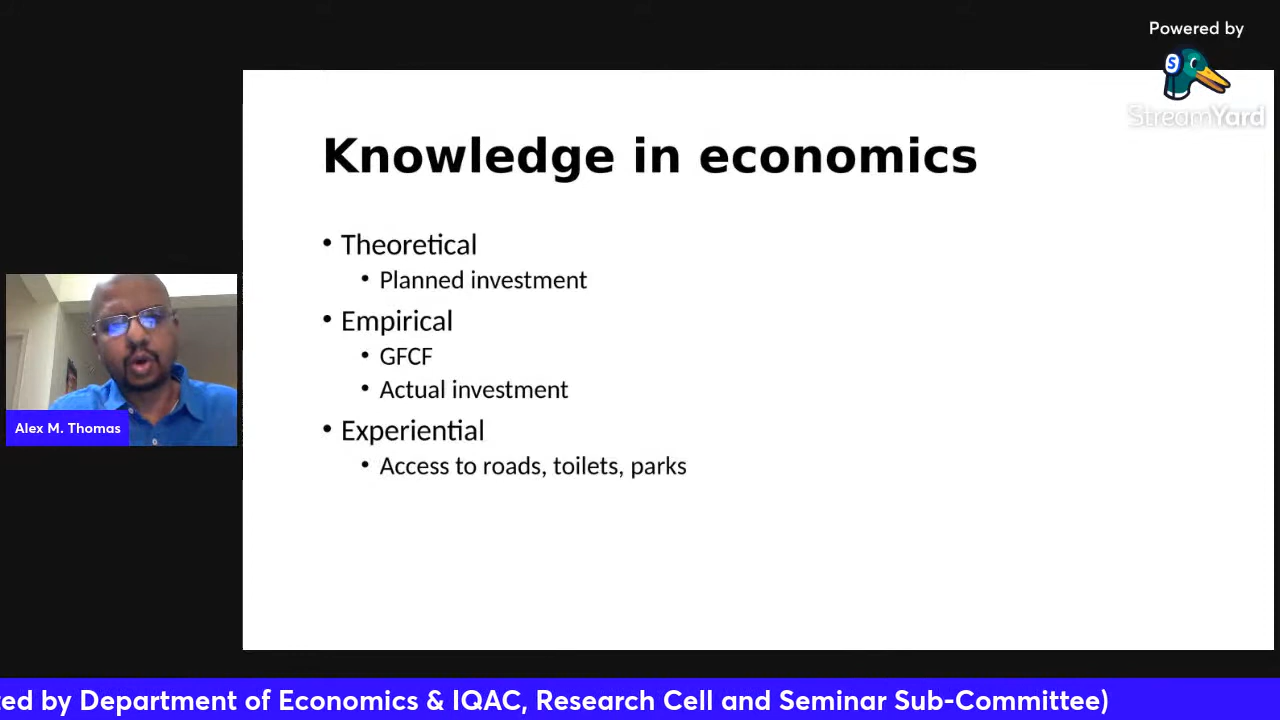 Powered by
StreamYard
Knowledge in economics
• Theoretical
• Planned investment
• Empirical
• GFCF
• Actual investment
• Experiential
• Access to roads, toilets, parks
Alex M. Thomas
by Department of Economics & IQAC, Research Cell and Seminar Sub-Committee)